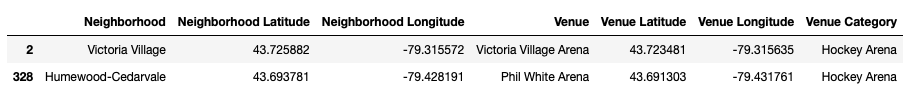 Neighborhood Neighborhood Latitude Neighborhood Longitude Venue Venue Latitude Venue Longitude Venue Category
2 Victoria Village 43.725882 -79.315572 Victoria Village Arena 43.723481 -79.315635 Hockey Arena
328 Humewood-Cedarvale 43.693781 -79.428191 Phil White Arena 43.691303 -79.431761 Hockey Arena